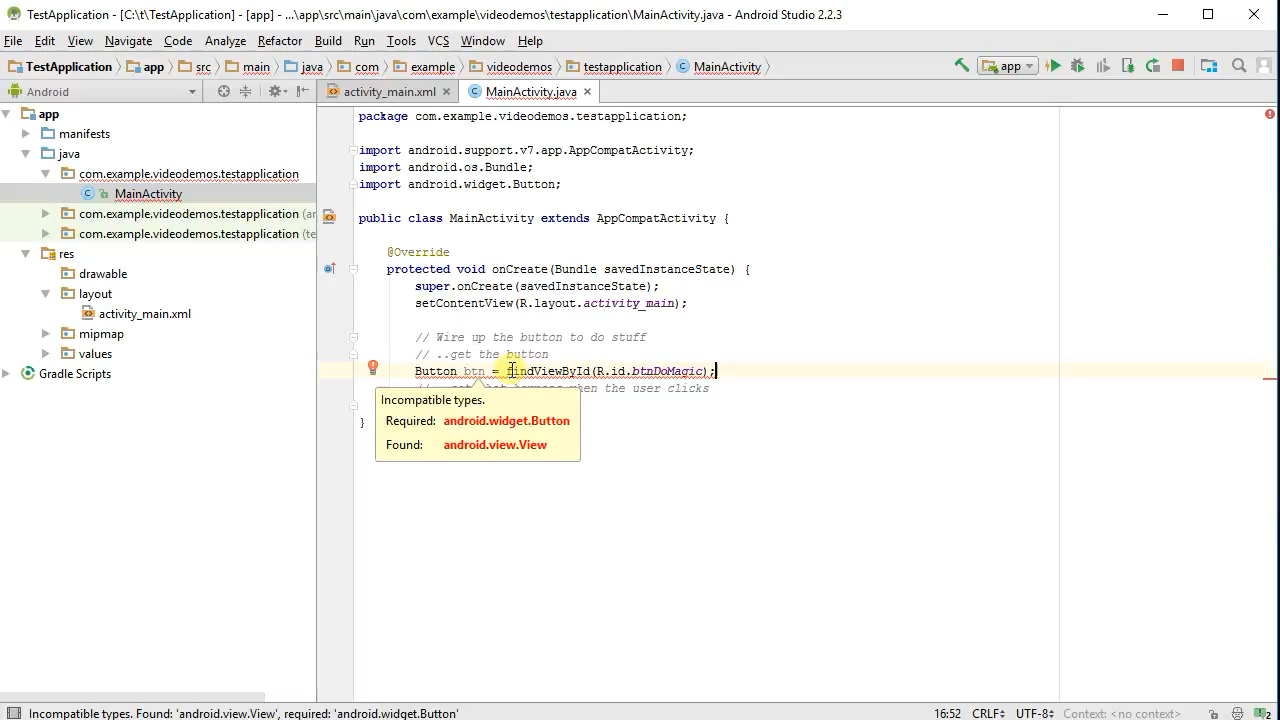 TestApplication - [C:\t\TestApplication] - [app] - ...\app\src\main\java\com\example\videodemos\testapplication\MainActivity.java - Android Studio 2.2.3
File Edit View Navigate Code Analyze Refactor Build Run Tools VCS Window Help
TestApplication app src main java com example videodemos testapplication MainActivity app
Android
activity_main.xml MainActivity.java
app
manifests
java
com.example.videodemos.testapplication
MainActivity
com.example.videodemos.testapplication (ar
com.example.videodemos.testapplication (te
res
drawable
layout
activity_main.xml
mipmap
values
Gradle Scripts
package com.example.videodemos.testapplication;
import android.support.v7.app.AppCompatActivity;
import android.os.Bundle;
import android.widget.Button;
public class MainActivity extends AppCompatActivity {
@Override
protected void onCreate(Bundle savedInstanceState) {
super.onCreate(savedInstanceState);
setContentView(R.layout.activity_main);
// Wire up the button to do stuff
// ..get the button
Button btn = findViewById(R.id.btnDoMagic);
when the user clicks
}
Incompatible types.
Required: android.widget.Button
Found: android.view.View
Incompatible types. Found: 'android.view.View', required: 'android.widget.Button'
16:52 CRLF UTF-8 Context: <no context> 2